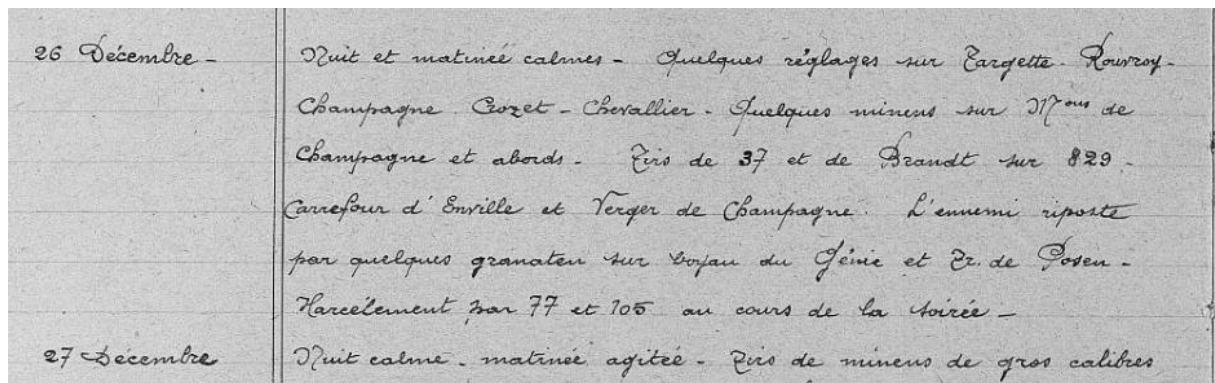 26 Décembre - Nuit et matinée calmes - Quelques réglages sur Targette - Rouvroy -
Champagne Crozet - Chevallier - Quelques minens sur Mons de
Champagne et abords - Tirs de 37 et de Brandt sur 829 -
Carrefour d'Enville et Verger de Champagne. L'ennemi riposte
par quelques granaten sur boyau du Génie et Tr. de Posen -
Harcèlement par 77 et 105 au cours de la soirée -
27 Décembre Nuit calme - matinée agitée - Tirs de minens de gros calibres